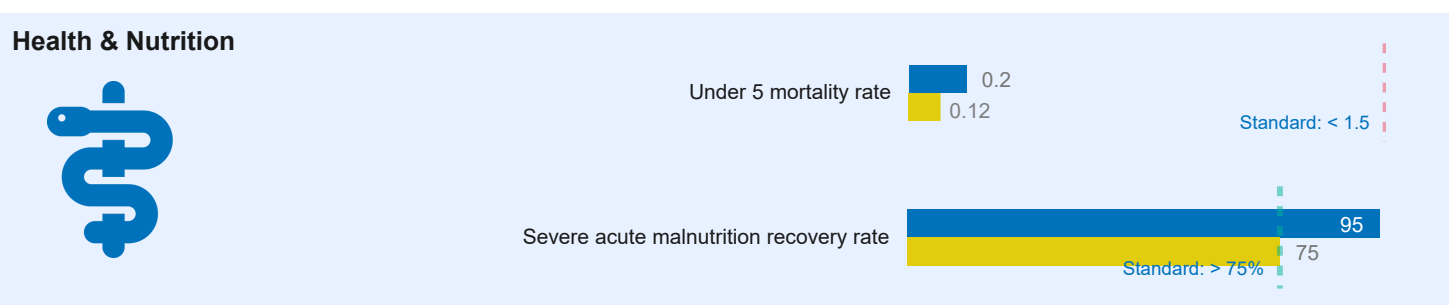 Health & Nutrition
Under 5 mortality rate
0.2
0.12
Standard: < 1.5
Severe acute malnutrition recovery rate
95
75
Standard: > 75%